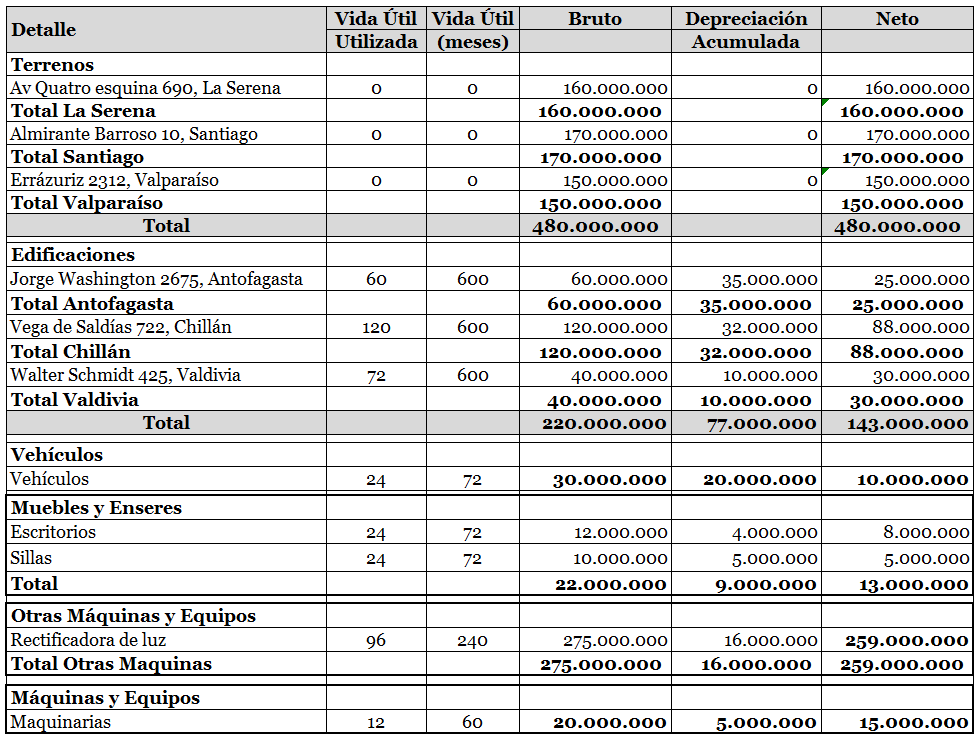 Detalle Vida Útil Vida Útil Bruto Depreciación Neto
Utilizada (meses) Acumulada
Terrenos
Av Quatro esquina 690, La Serena 0 0 160.000.000 0 160.000.000
Total La Serena 160.000.000 160.000.000
Almirante Barroso 10, Santiago 0 0 170.000.000 0 170.000.000
Total Santiago 170.000.000 170.000.000
Errázuriz 2312, Valparaíso 0 0 150.000.000 0 150.000.000
Total Valparaíso 150.000.000 150.000.000
Total 480.000.000 480.000.000
Edificaciones
Jorge Washington 2675, Antofagasta 60 600 60.000.000 35.000.000 25.000.000
Total Antofagasta 60.000.000 35.000.000 25.000.000
Vega de Saldías 722, Chillán 120 600 120.000.000 32.000.000 88.000.000
Total Chillán 120.000.000 32.000.000 88.000.000
Walter Schmidt 425, Valdivia 72 600 40.000.000 10.000.000 30.000.000
Total Valdivia 40.000.000 10.000.000 30.000.000
Total 220.000.000 77.000.000 143.000.000
Vehículos
Vehículos 24 72 30.000.000 20.000.000 10.000.000
Muebles y Enseres
Escritorios 24 72 12.000.000 4.000.000 8.000.000
Sillas 24 72 10.000.000 5.000.000 5.000.000
Total 22.000.000 9.000.000 13.000.000
Otras Máquinas y Equipos
Rectificadora de luz 96 240 275.000.000 16.000.000 259.000.000
Total Otras Maquinas 275.000.000 16.000.000 259.000.000
Máquinas y Equipos
Maquinarias 12 60 20.000.000 5.000.000 15.000.000